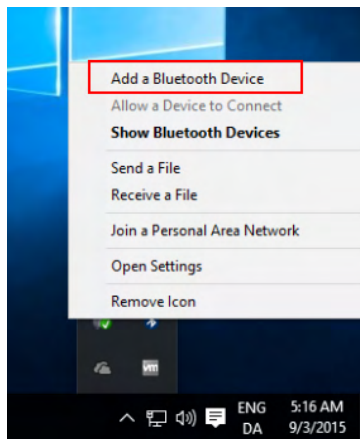 Add a Bluetooth Device
Allow a Device to Connect
Show Bluetooth Devices
Send a File
Receive a File
Join a Personal Area Network
Open Settings
Remove Icon
vm
ENG 5:16 AM
DA 9/3/2015